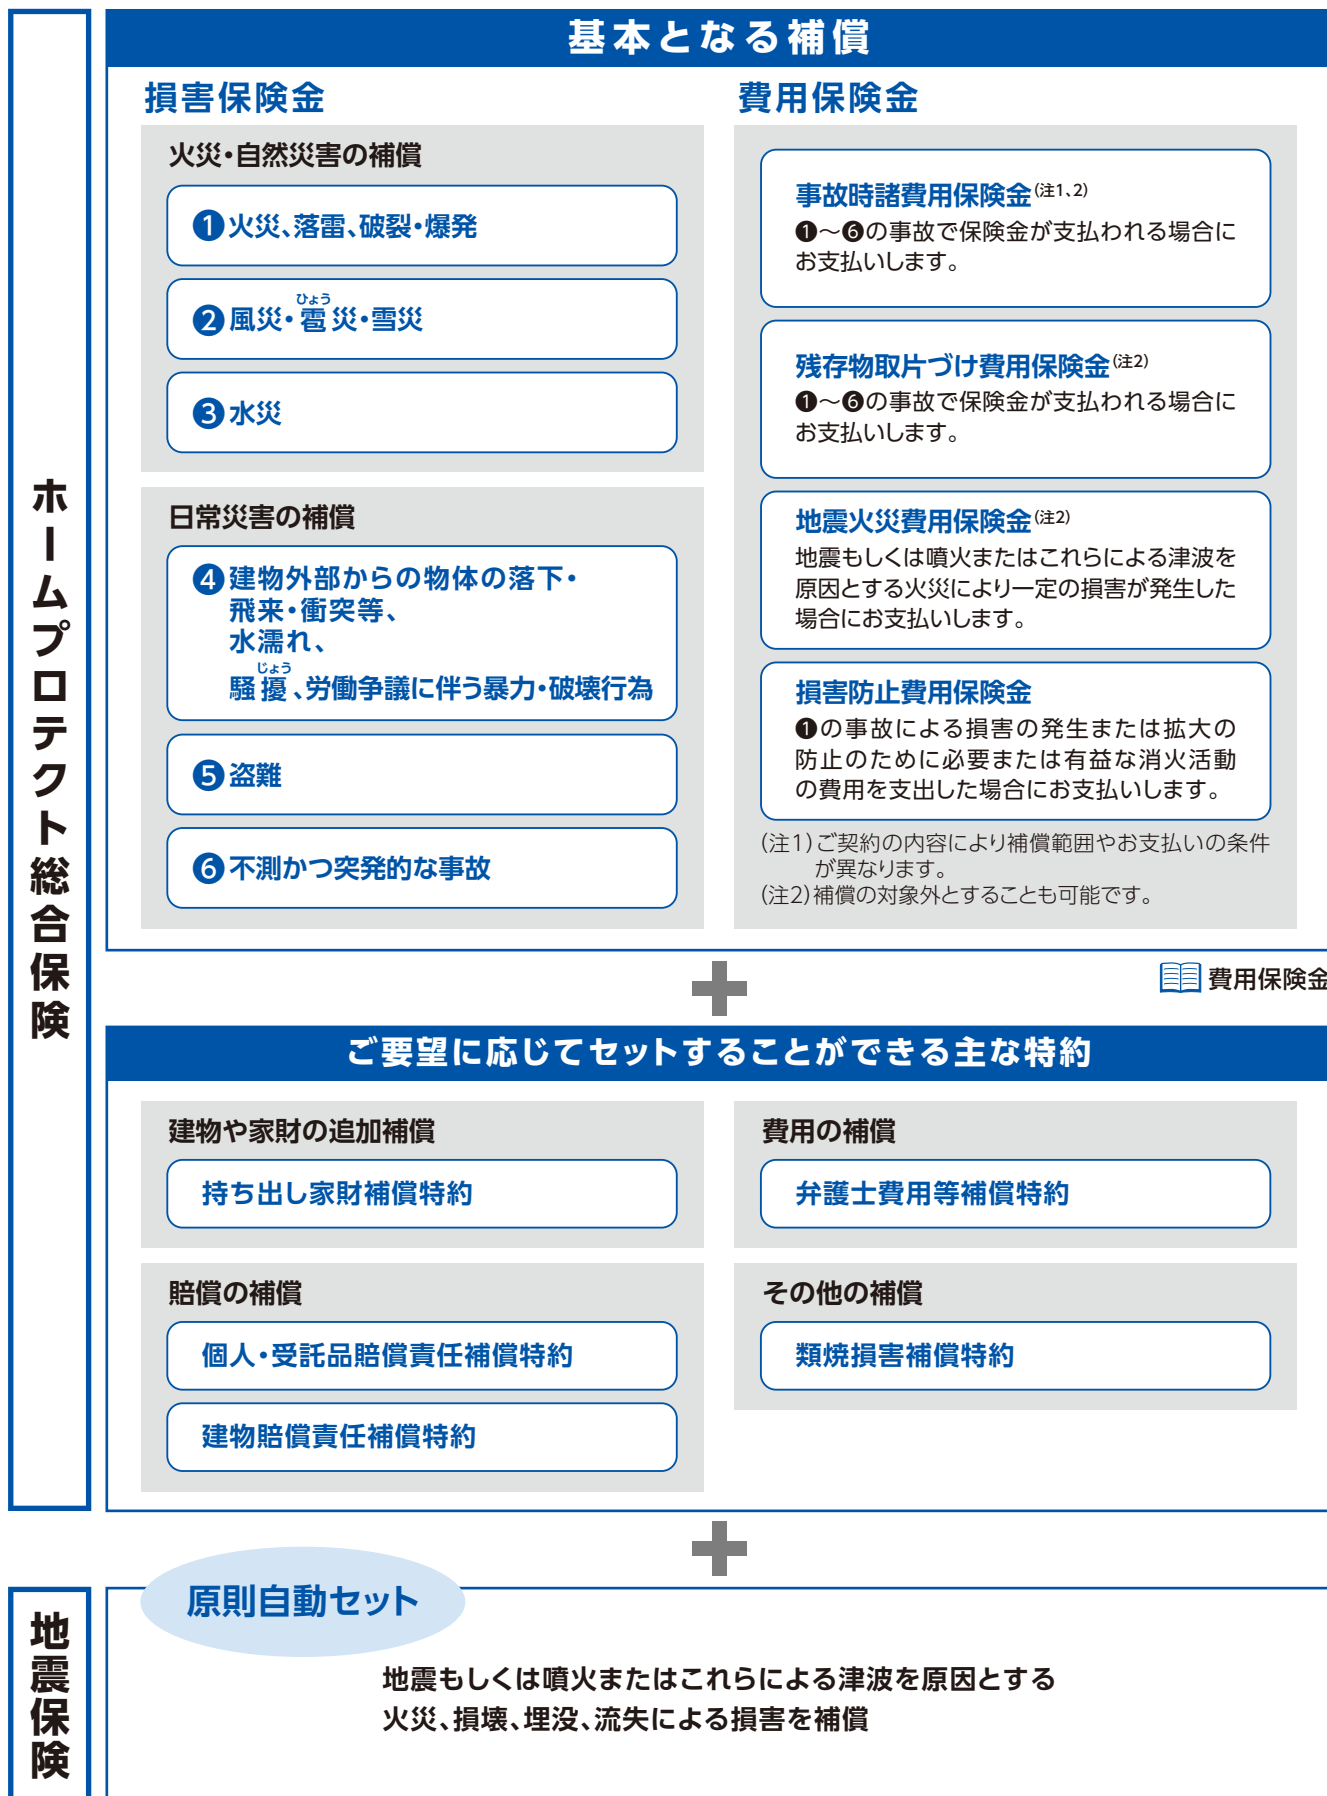 ホームプロテクト総合保険
基本となる補償
損害保険金
火災・自然災害の補償
❶火災、落雷、破裂・爆発
ひょう
❷風災・雹災・雪災
❸水災
日常災害の補償
❹建物外部からの物体の落下・
飛来・衝突等、
水濡れ、
じょう
騒擾、労働争議に伴う暴力・破壊行為
❺盗難
❻不測かつ突発的な事故
費用保険金
事故時諸費用保険金(注1、2)
❶～❻の事故で保険金が支払われる場合に
お支払いします。
残存物取片づけ費用保険金(注2)
❶～❻の事故で保険金が支払われる場合に
お支払いします。
地震火災費用保険金(注2)
地震もしくは噴火またはこれらによる津波を
原因とする火災により一定の損害が発生した
場合にお支払いします。
損害防止費用保険金
❶の事故による損害の発生または拡大の
防止のために必要または有益な消火活動
の費用を支出した場合にお支払いします。
(注1)ご契約の内容により補償範囲やお支払いの条件
が異なります。
(注2)補償の対象外とすることも可能です。
費用保険金
ご要望に応じてセットすることができる主な特約
建物や家財の追加補償
持ち出し家財補償特約
賠償の補償
個人・受託品賠償責任補償特約
建物賠償責任補償特約
費用の補償
弁護士費用等補償特約
その他の補償
類焼損害補償特約
地震保険
原則自動セット
地震もしくは噴火またはこれらによる津波を原因とする
火災、損壊、埋没、流失による損害を補償